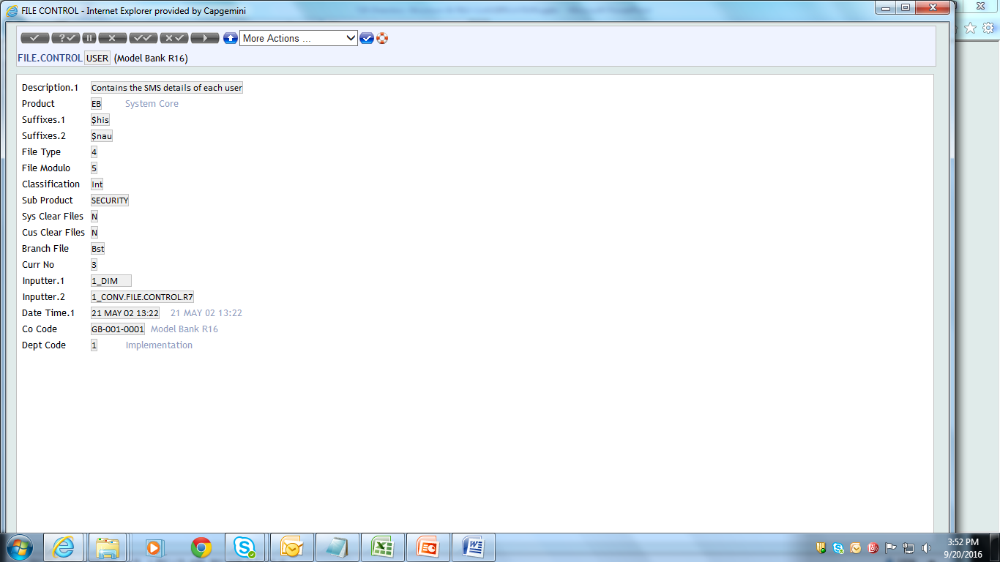 FILE CONTROL - Internet Explorer provided by Capgemini
More Actions ...
FILE.CONTROL USER (Model Bank R16)
Description.1 Contains the SMS details of each user
Product EB System Core
Suffixes.1 $his
Suffixes.2 $nau
File Type 4
File Modulo 5
Classification Int
Sub Product SECURITY
Sys Clear Files N
Cus Clear Files N
Branch File Bst
Curr No 3
Inputter.1 1_DIM
Inputter.2 1_CONV.FILE.CONTROL.R7
Date Time.1 21 MAY 02 13:22 21 MAY 02 13:22
Co Code GB-001-0001 Model Bank R16
Dept Code 1 Implementation
3:52 PM
9/20/2016